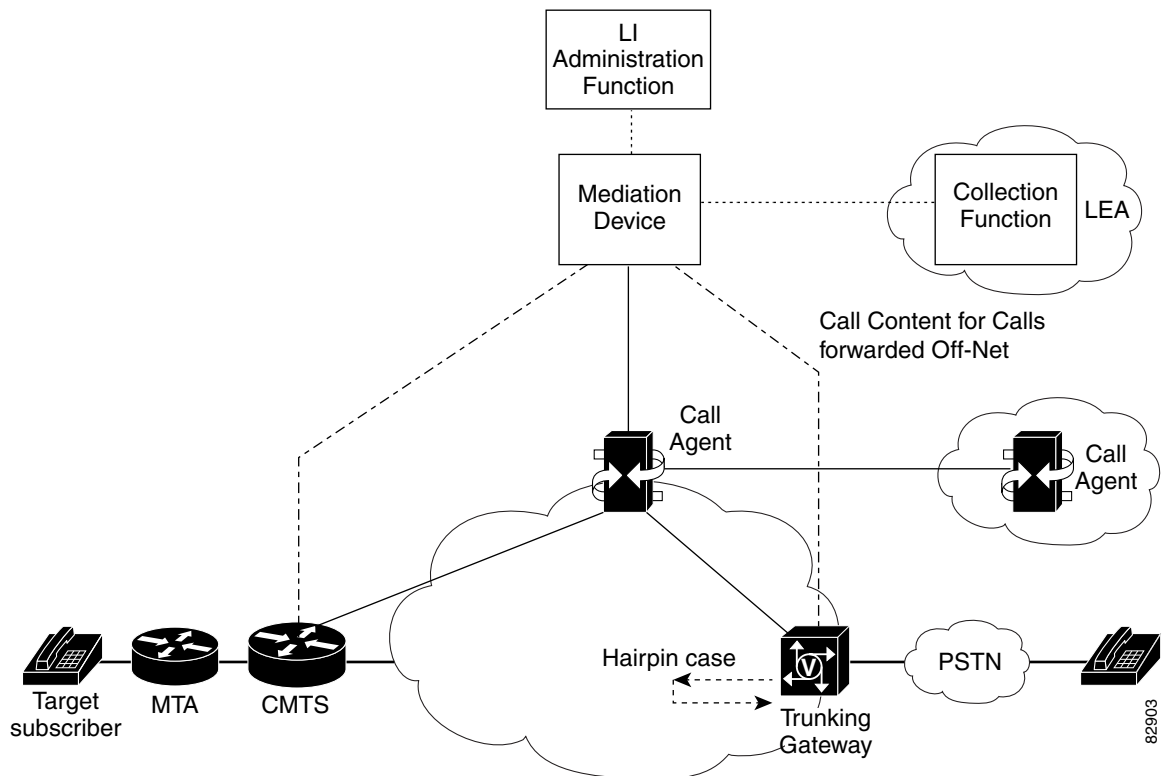 LI
Administration
Function
Mediation
Device
Collection
Function
LEA
Call Content for Calls
forwarded Off-Net
Call
Agent
Call
Agent
Hairpin case
V
PSTN
Target
subscriber
MTA
CMTS
Trunking
Gateway
82903